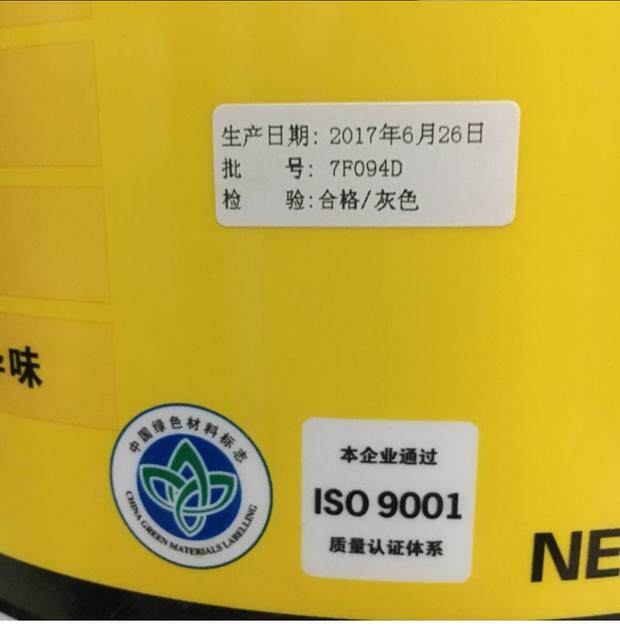 生产日期: 2017年6月26日
批 号: 7F094D
检 验:合格/灰色
味
中国绿色材料标志
CHINA GREEN MATERIALS LABELLING
本企业通过
ISO 9001
质量认证体系
NE